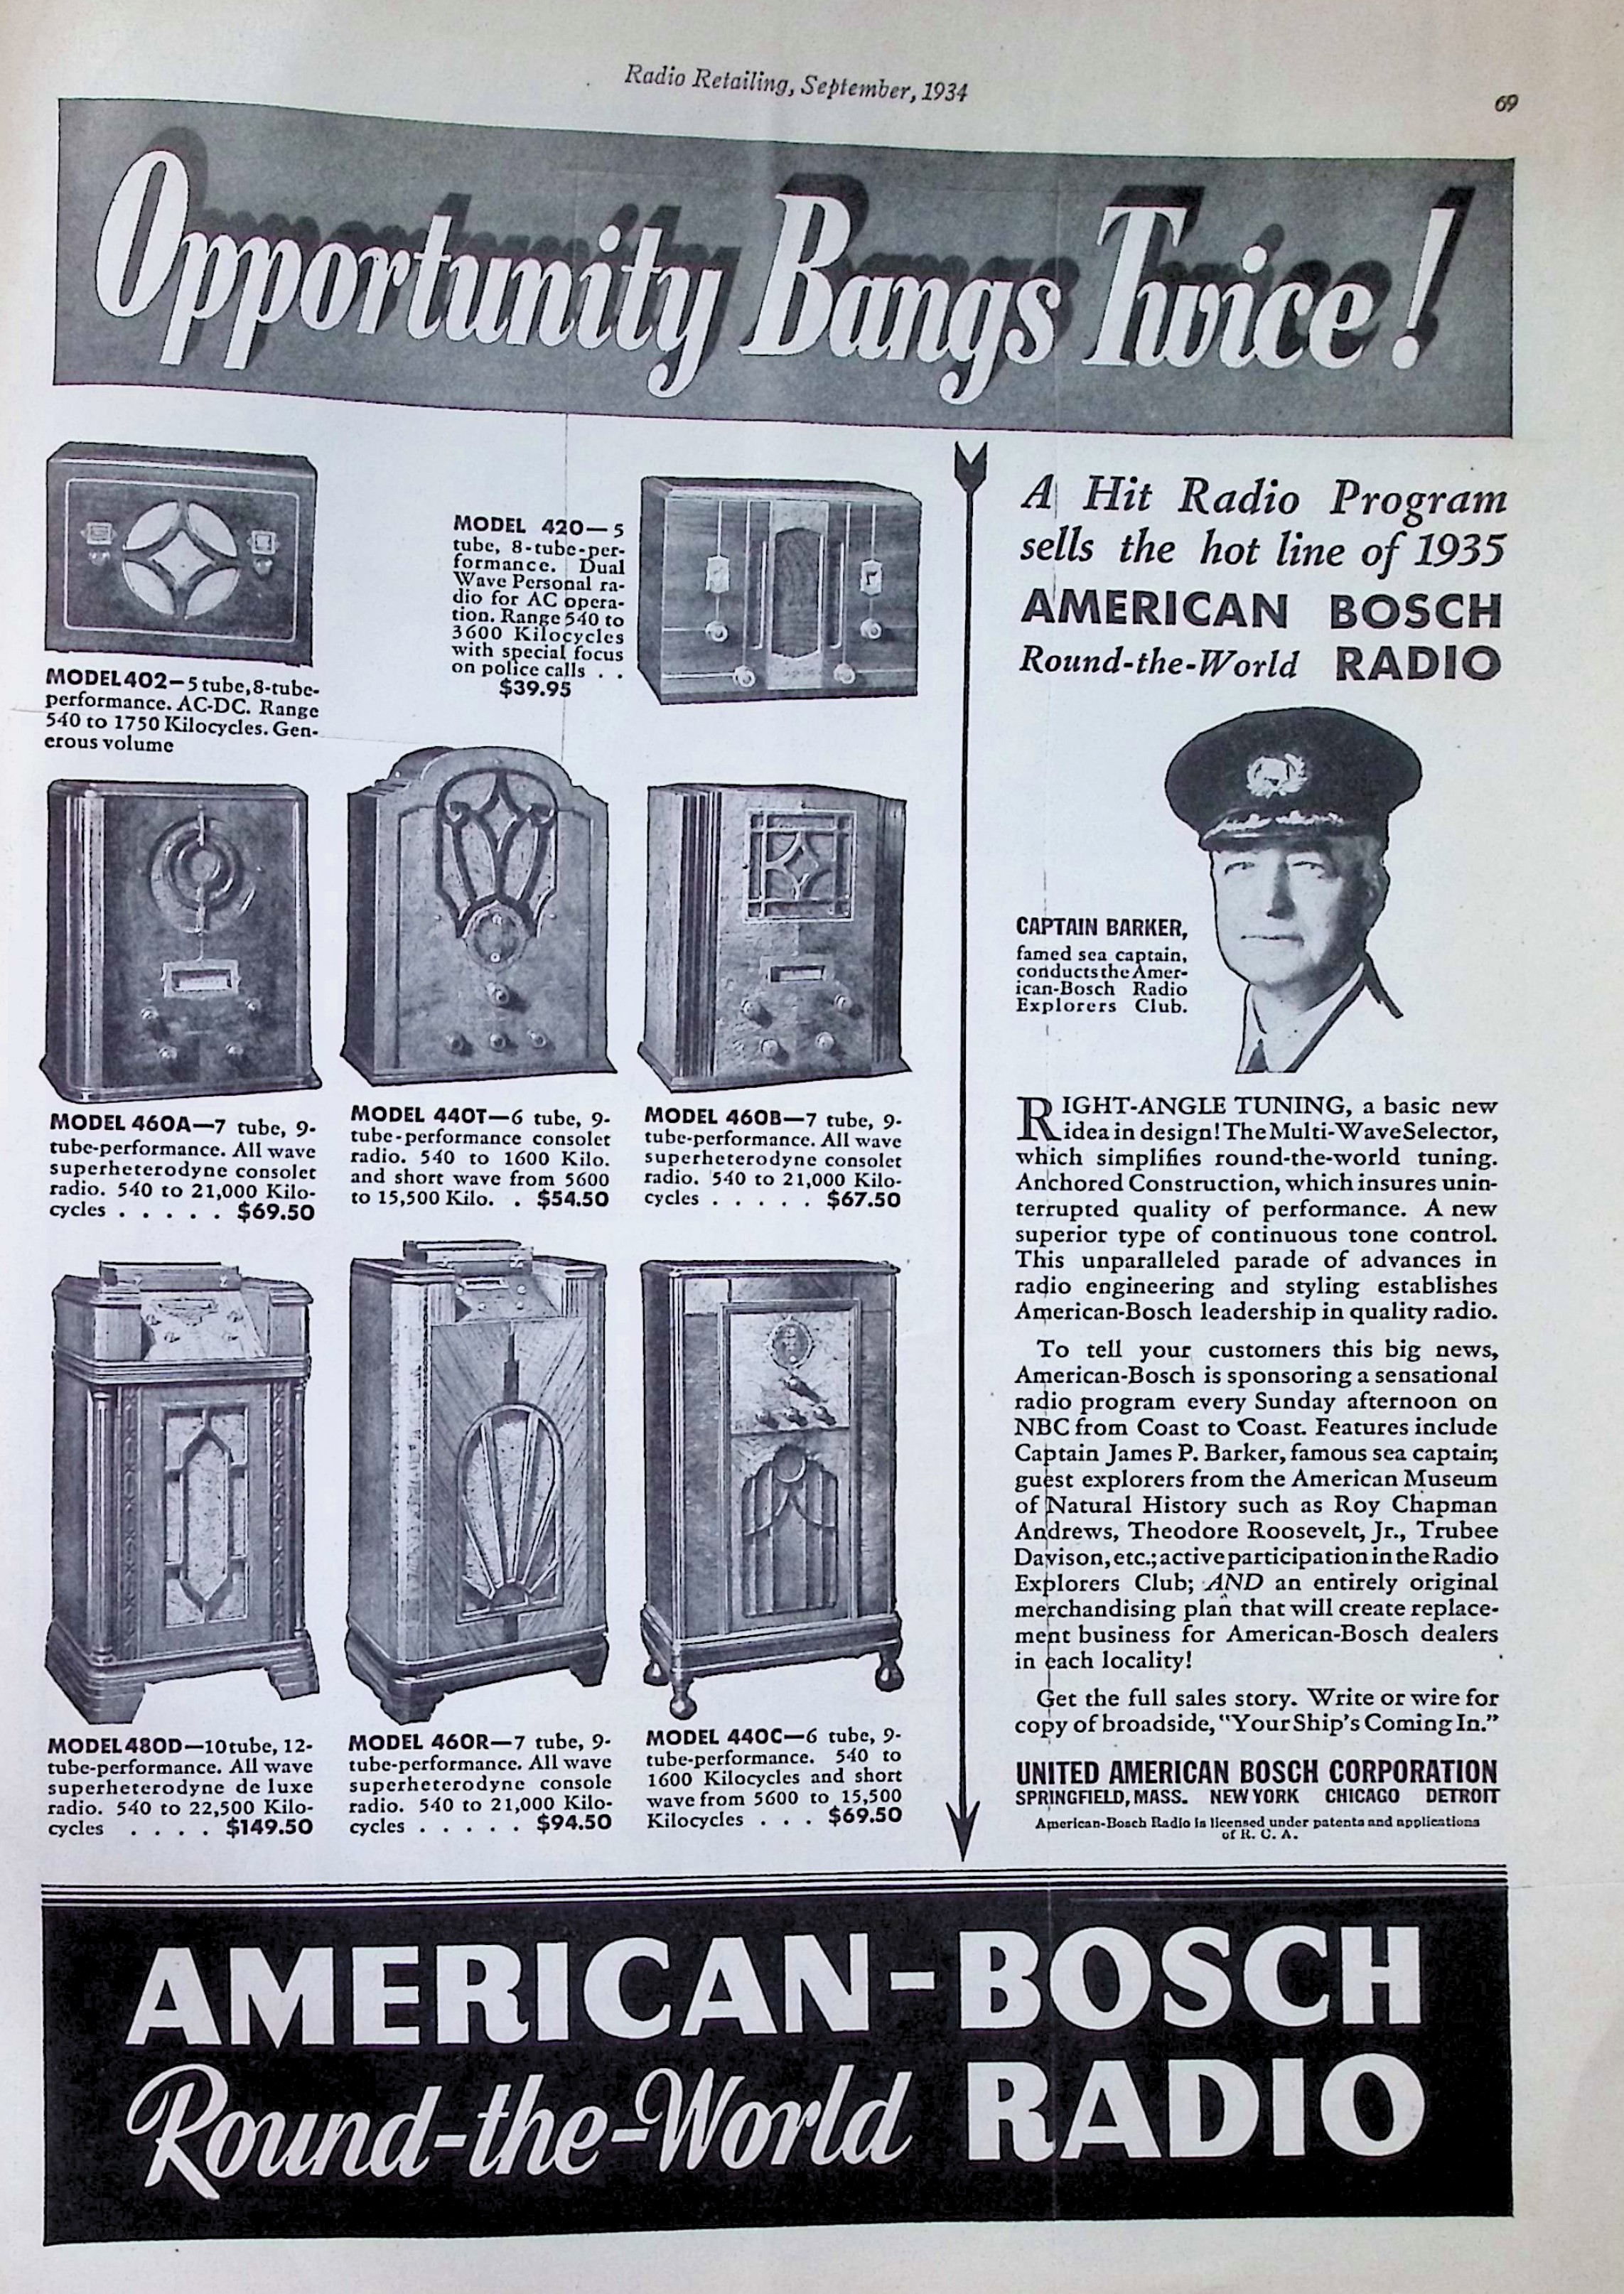 Radio Retailing, September, 1934
69
Opportunity Bangs Twice!
MODEL 402—5 tube, 8-tube-
performance. AC-DC. Range
540 to 1750 Kilocycles. Gen-
erous volume
MODEL 420—5
tube, 8-tube-per-
formance. Dual
Wave Personal ra-
dio for AC opera-
tion. Range 540 to
3600 Kilocycles
with special focus
on police calls . .
$39.95
MODEL 460A—7 tube, 9-
tube-performance. All wave
superheterodyne consolet
radio. 540 to 21,000 Kilo-
cycles . . . . . $69.50
MODEL 440T—6 tube, 9-
tube-performance consolet
radio. 540 to 1600 Kilo.
and short wave from 5600
to 15,500 Kilo. . $54.50
MODEL 460B—7 tube, 9-
tube-performance. All wave
superheterodyne consolet
radio. 540 to 21,000 Kilo-
cycles . . . . . $67.50
MODEL 480D—10 tube, 12-
tube-performance. All wave
superheterodyne de luxe
radio. 540 to 22,500 Kilo-
cycles . . . . $149.50
MODEL 460R—7 tube, 9-
tube-performance. All wave
superheterodyne console
radio. 540 to 21,000 Kilo-
cycles . . . . . $94.50
MODEL 440C—6 tube, 9-
tube-performance. 540 to
1600 Kilocycles and short
wave from 5600 to 15,500
Kilocycles . . . $69.50
A Hit Radio Program
sells the hot line of 1935
AMERICAN BOSCH
Round-the-World RADIO
CAPTAIN BARKER,
famed sea captain,
conducts the Amer-
ican-Bosch Radio
Explorers Club.
RIGHT-ANGLE TUNING, a basic new
idea in design! The Multi-Wave Selector,
which simplifies round-the-world tuning.
Anchored Construction, which insures unin-
terrupted quality of performance. A new
superior type of continuous tone control.
This unparalleled parade of advances in
radio engineering and styling establishes
American-Bosch leadership in quality radio.
To tell your customers this big news,
American-Bosch is sponsoring a sensational
radio program every Sunday afternoon on
NBC from Coast to Coast. Features include
Captain James P. Barker, famous sea captain;
guest explorers from the American Museum
of Natural History such as Roy Chapman
Andrews, Theodore Roosevelt, Jr., Trubee
Davison, etc.; active participation in the Radio
Explorers Club; AND an entirely original
merchandising plan that will create replace-
ment business for American-Bosch dealers
in each locality!
Get the full sales story. Write or wire for
copy of broadside, "Your Ship's Coming In."
UNITED AMERICAN BOSCH CORPORATION
SPRINGFIELD, MASS. NEW YORK CHICAGO DETROIT
American-Bosch Radio is licensed under patents and applications
of R. C. A.
AMERICAN-BOSCH
Round-the-World RADIO